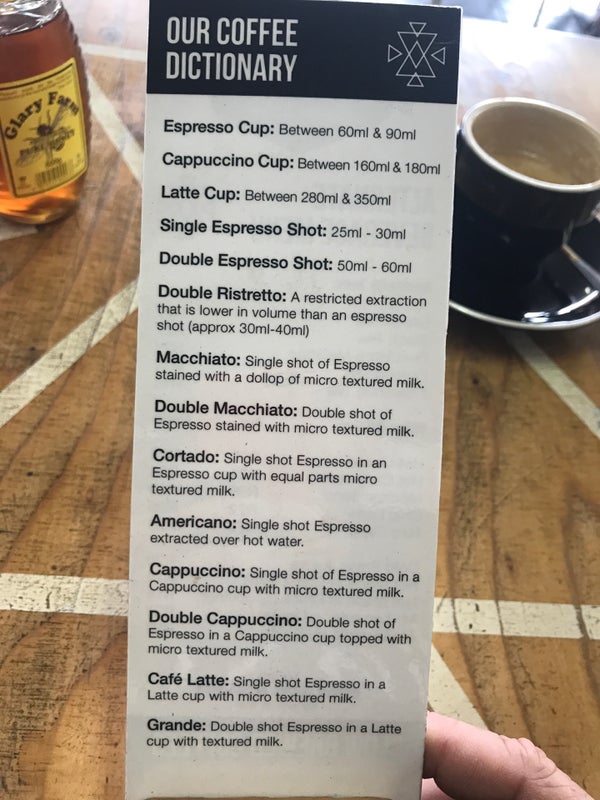 OUR COFFEE
DICTIONARY
Glary Farm
Espresso Cup: Between 60ml & 90ml
Cappuccino Cup: Between 160ml & 180ml
Latte Cup: Between 280ml & 350ml
Single Espresso Shot: 25ml - 30ml
Double Espresso Shot: 50ml - 60ml
Double Ristretto: A restricted extraction
that is lower in volume than an espresso
shot (approx 30ml-40ml)
Macchiato: Single shot of Espresso
stained with a dollop of micro textured milk.
Double Macchiato: Double shot of
Espresso stained with micro textured milk.
Cortado: Single shot Espresso in an
Espresso cup with equal parts micro
textured milk.
Americano: Single shot Espresso
extracted over hot water.
Cappuccino: Single shot of Espresso in a
Cappuccino cup with micro textured milk.
Double Cappuccino: Double shot of
Espresso in a Cappuccino cup topped with
micro textured milk.
Café Latte: Single shot Espresso in a
Latte cup with micro textured milk.
Grande: Double shot Espresso in a Latte
cup with textured milk.